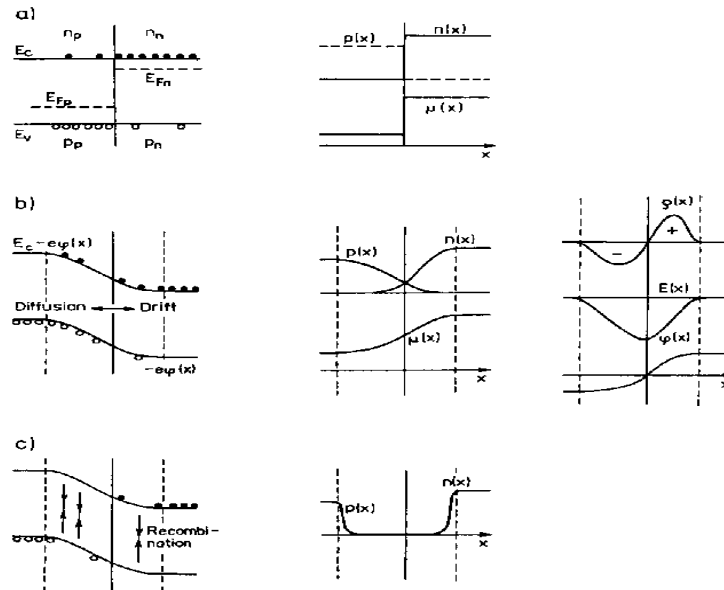 a)
n_p n_n
E_C
E_Fn
E_Fp
E_V
p_p p_n
p(x) n(x)
μ(x)
x
b)
E_C-eφ(x)
Diffusion Drift
-eφ(x)
p(x) n(x)
μ(x)
x
ρ(x)
- +
E(x)
φ(x)
x
c)
Recombi-
nation
p(x) n(x)
x